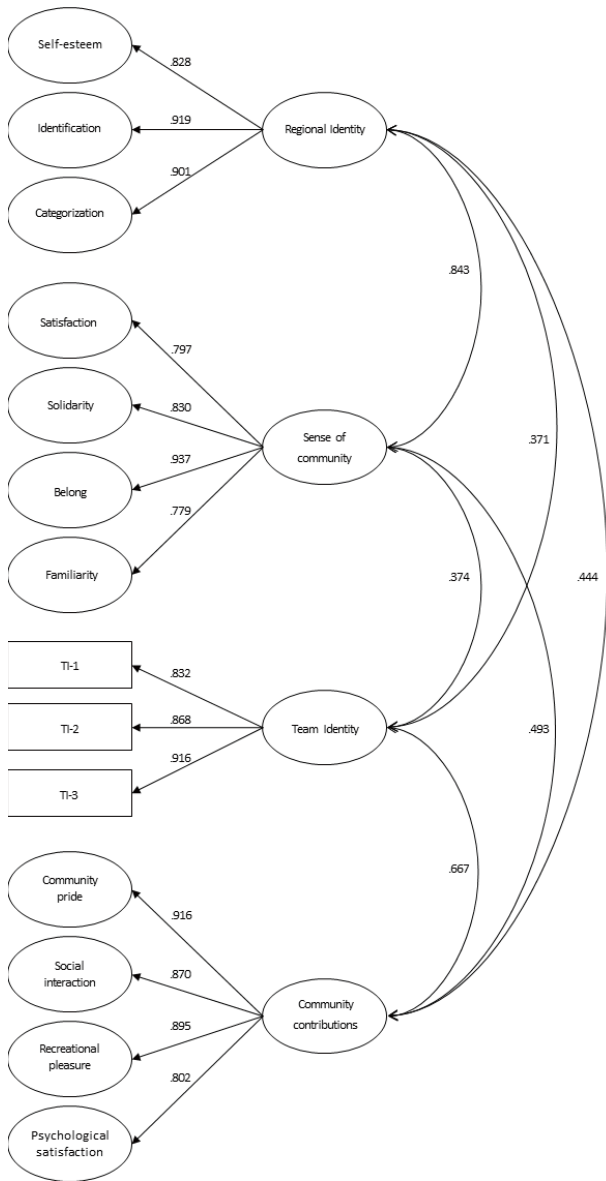 Self-esteem
.828
Identification
.919
Regional Identity
.901
Categorization
.843
Satisfaction
.797
Solidarity
.830
Sense of
community
.371
.937
Belong
.779
Familiarity
.374
.444
TI-1
.832
TI-2
.868
Team Identity
.493
.916
TI-3
.667
Community
pride
.916
Social
interaction
.870
Community
contributions
.895
Recreational
pleasure
.802
Psychological
satisfaction